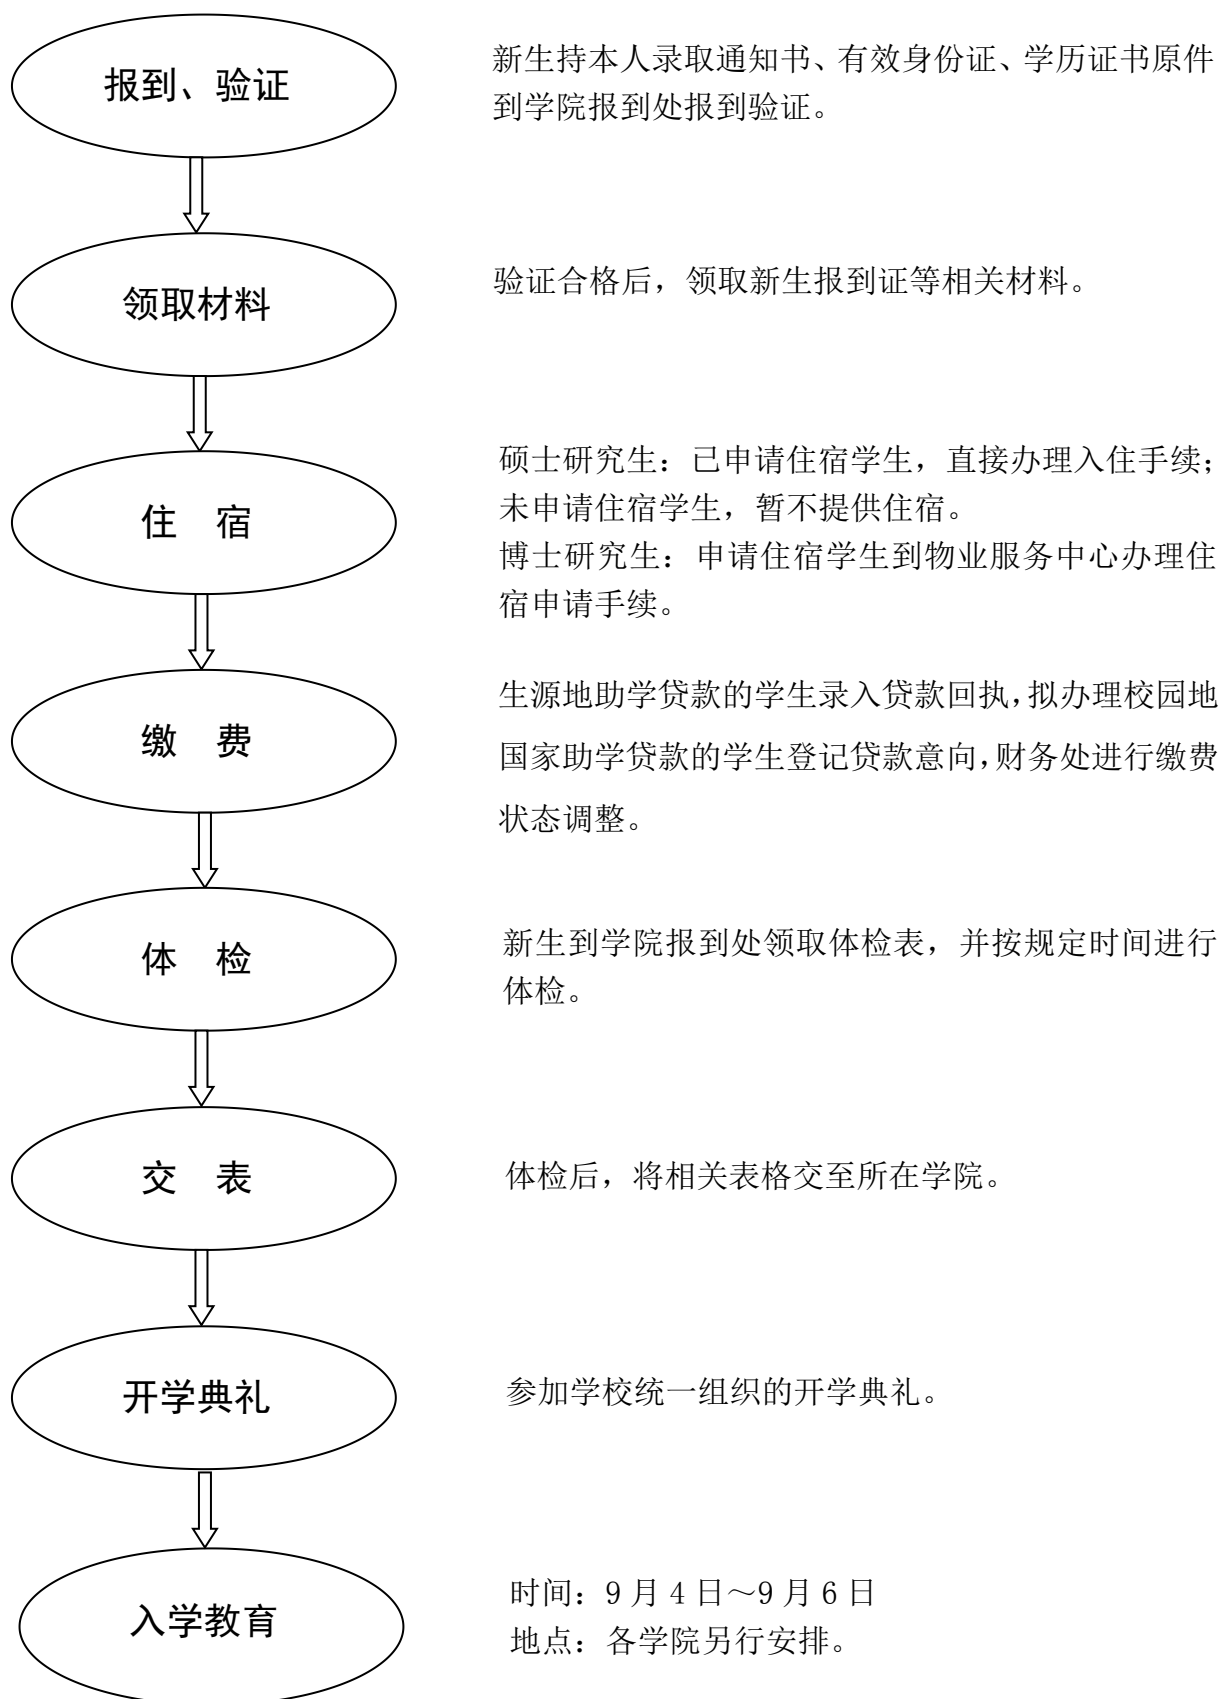 报到、验证
新生持本人录取通知书、有效身份证、学历证书原件
到学院报到处报到验证。
领取材料
验证合格后，领取新生报到证等相关材料。
住　宿
硕士研究生：已申请住宿学生，直接办理入住手续；
未申请住宿学生，暂不提供住宿。
博士研究生：申请住宿学生到物业服务中心办理住
宿申请手续。
缴　费
生源地助学贷款的学生录入贷款回执，拟办理校园地
国家助学贷款的学生登记贷款意向，财务处进行缴费
状态调整。
体　检
新生到学院报到处领取体检表，并按规定时间进行
体检。
交　表
体检后，将相关表格交至所在学院。
开学典礼
参加学校统一组织的开学典礼。
入学教育
时间：9 月 4 日～9 月 6 日
地点：各学院另行安排。